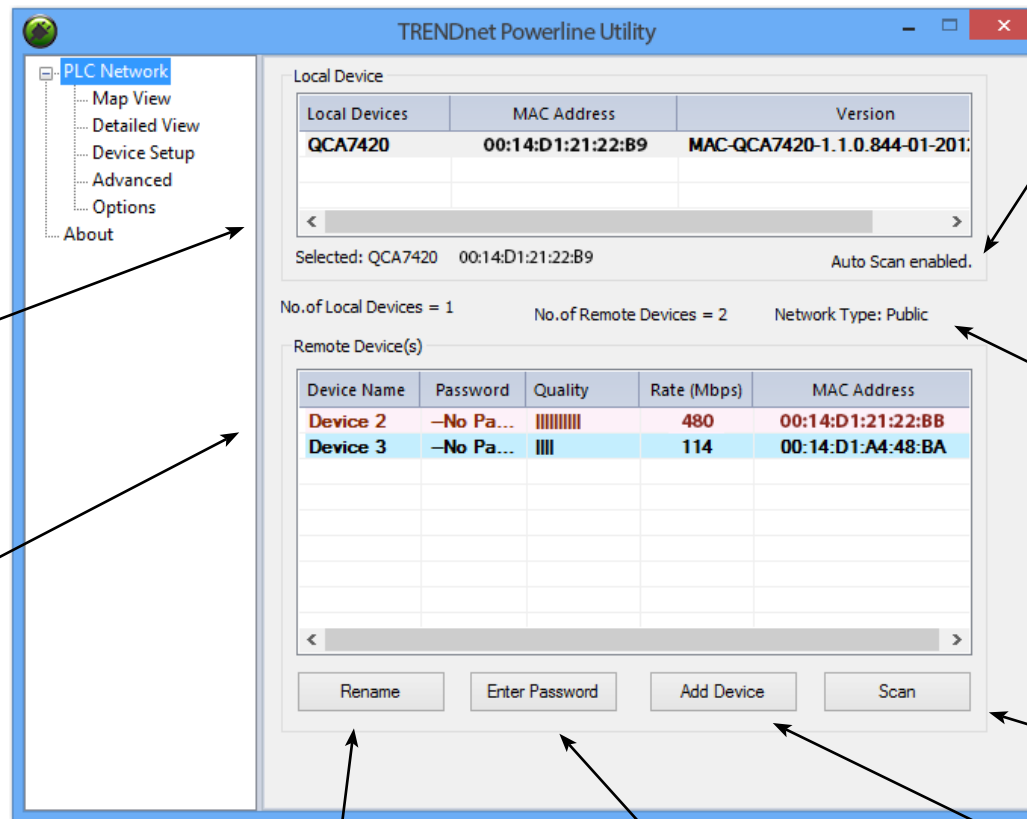 TRENDnet Powerline Utility
PLC Network
Map View
Detailed View
Device Setup
Advanced
Options
About
Local Device
Local Devices MAC Address Version
QCA7420 00:14:D1:21:22:B9 MAC-QCA7420-1.1.0.844-01-201
Selected: QCA7420 00:14:D1:21:22:B9 Auto Scan enabled.
No.of Local Devices = 1 No.of Remote Devices = 2 Network Type: Public
Remote Device(s)
Device Name Password Quality Rate (Mbps) MAC Address
Device 2 –No Pa... |||||||||| 480 00:14:D1:21:22:BB
Device 3 –No Pa... |||| 114 00:14:D1:A4:48:BA
Rename Enter Password Add Device Scan